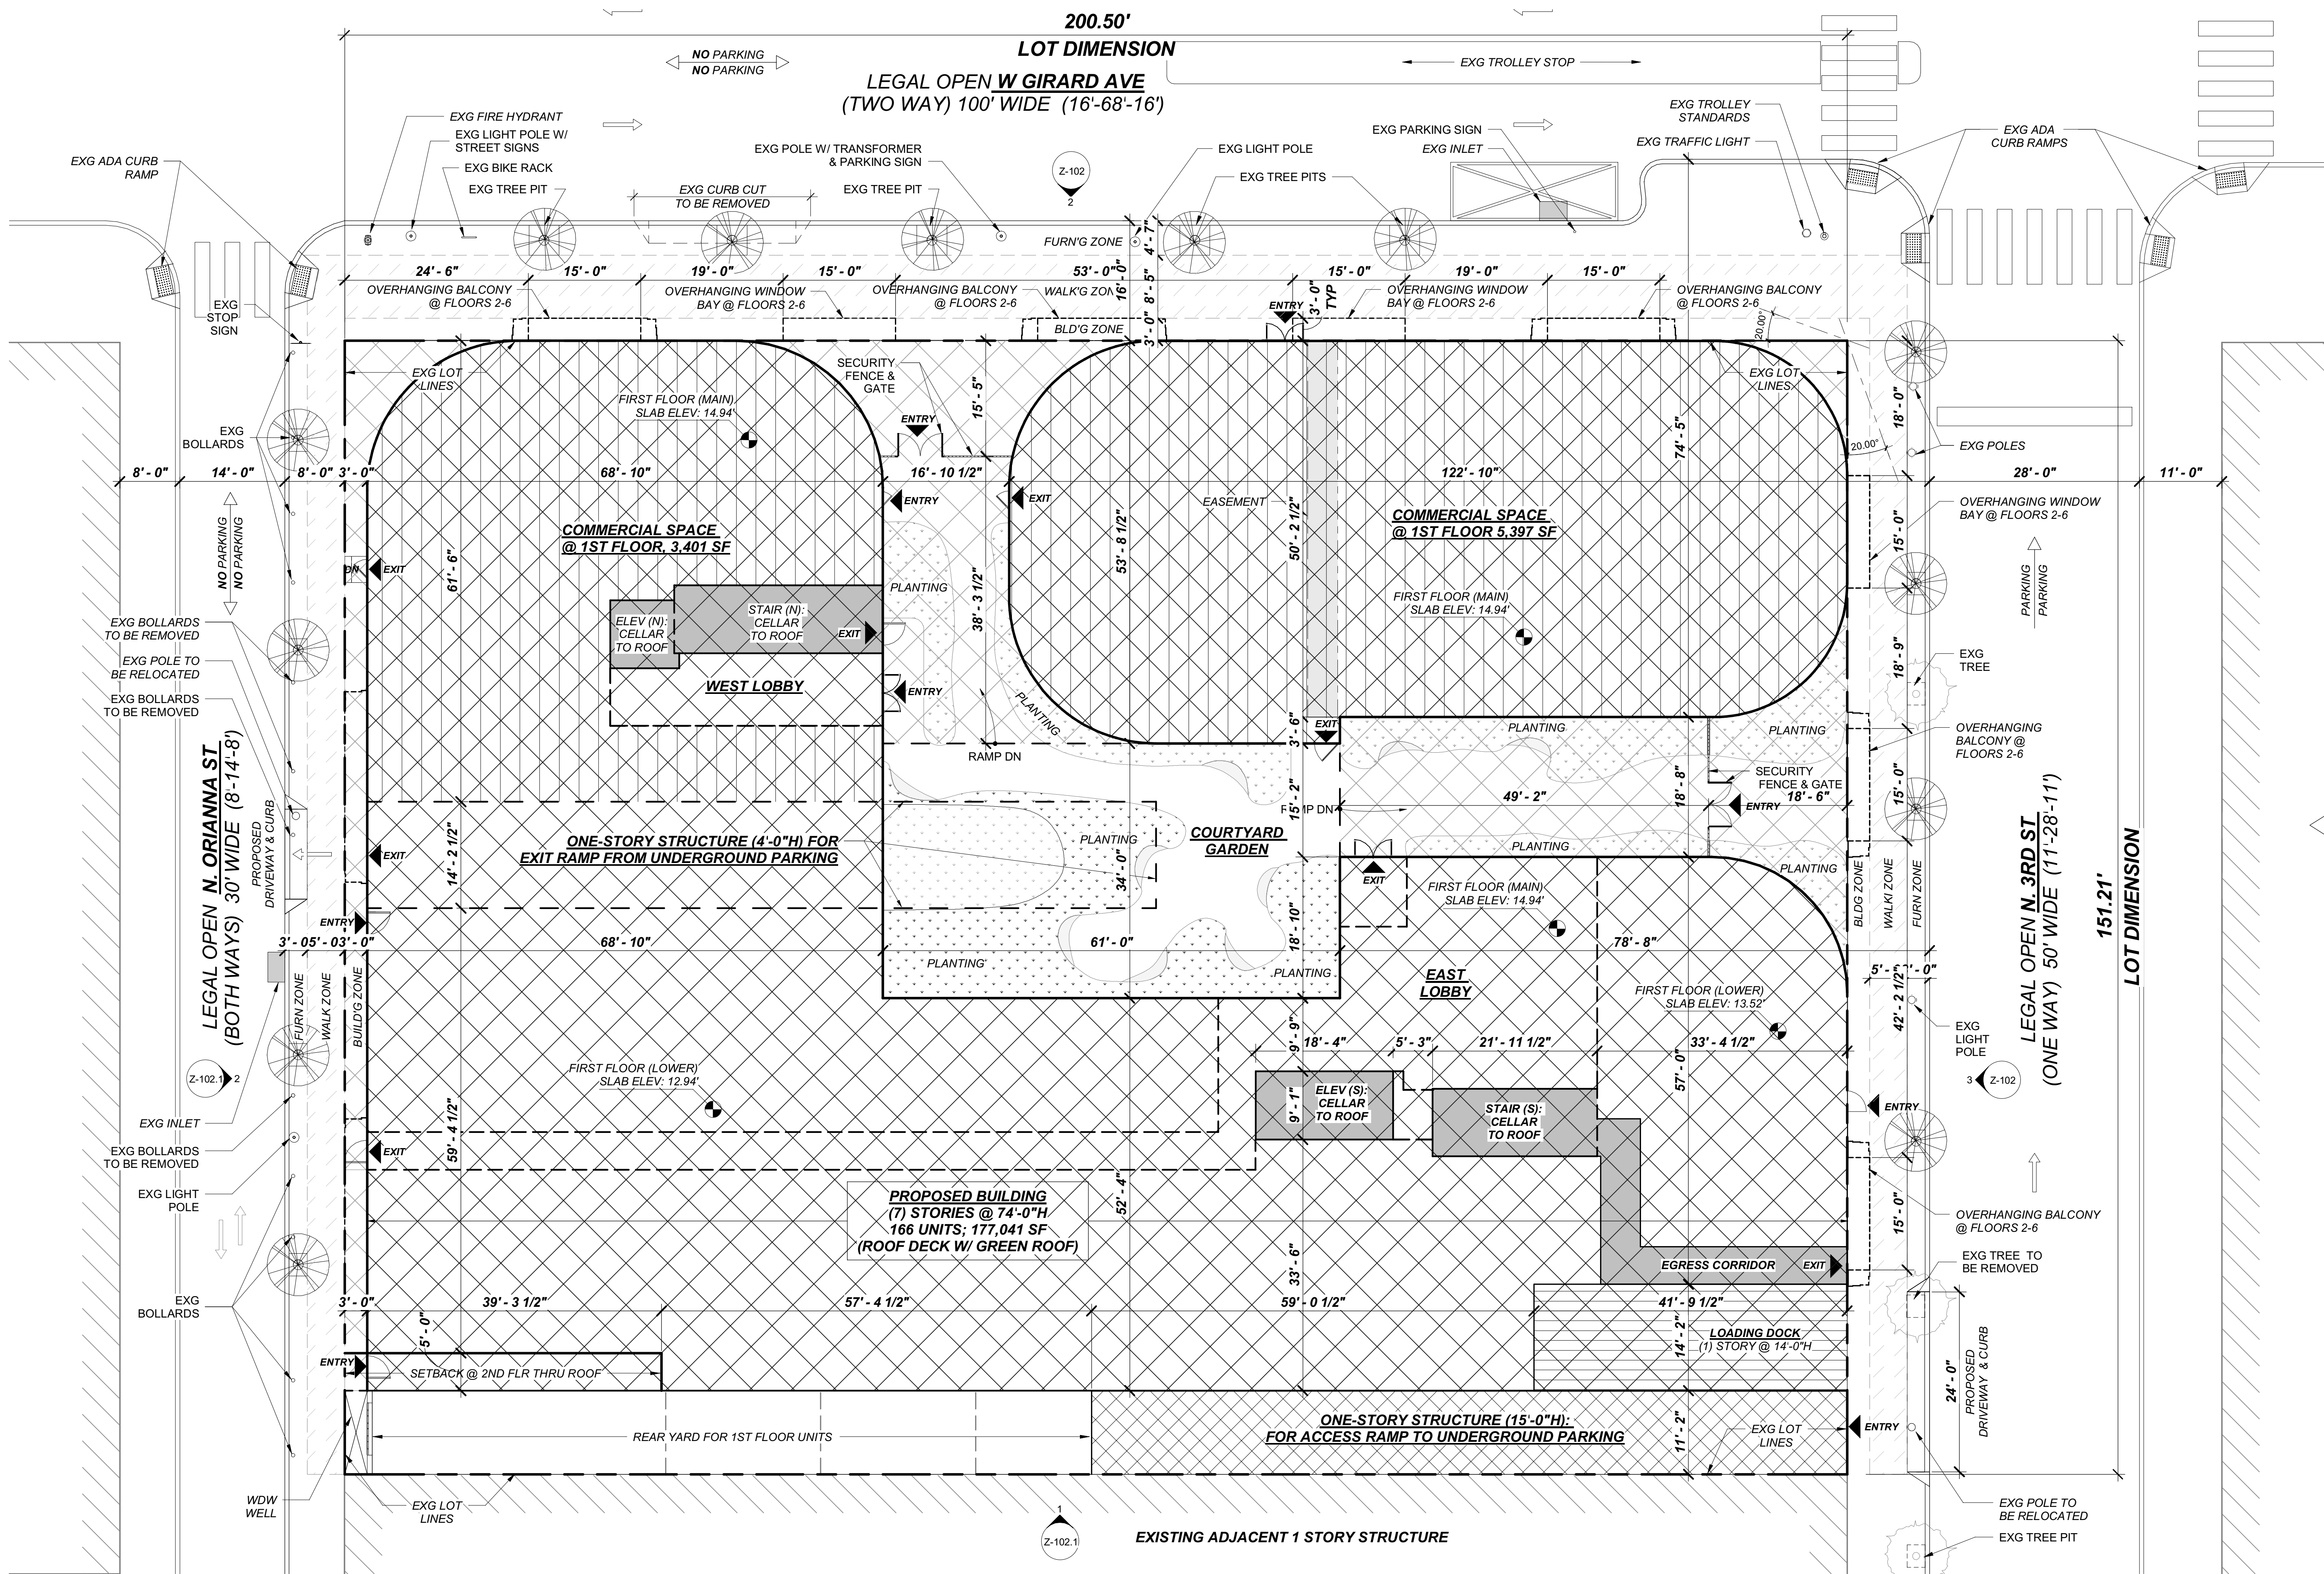 200.50'
LOT DIMENSION
LEGAL OPEN W GIRARD AVE
(TWO WAY) 100' WIDE (16'-68'-16')
NO PARKING
NO PARKING
EXG TROLLEY STOP
EXG FIRE HYDRANT
EXG LIGHT POLE W/
STREET SIGNS
EXG BIKE RACK
EXG TREE PIT
EXG ADA CURB
RAMP
EXG CURB CUT
TO BE REMOVED
EXG POLE W/ TRANSFORMER
& PARKING SIGN
EXG TREE PIT
Z-102
2
EXG LIGHT POLE
EXG TREE PITS
EXG PARKING SIGN
EXG INLET
EXG TROLLEY
STANDARDS
EXG TRAFFIC LIGHT
EXG ADA
CURB RAMPS
FURN'G ZONE
4' - 7"
16' - 0"
8' - 5"
3' - 0"
24' - 6"
15' - 0"
19' - 0"
15' - 0"
53' - 0"
15' - 0"
19' - 0"
15' - 0"
OVERHANGING BALCONY
@ FLOORS 2-6
OVERHANGING WINDOW
BAY @ FLOORS 2-6
OVERHANGING BALCONY
@ FLOORS 2-6
WALK'G ZONE
3' - 0"
TYP
OVERHANGING WINDOW
BAY @ FLOORS 2-6
OVERHANGING BALCONY
@ FLOORS 2-6
BLD'G ZONE
ENTRY
20.00°
20.00°
EXG
STOP
SIGN
EXG LOT
LINES
SECURITY
FENCE &
GATE
15' - 5"
EXG LOT
LINES
FIRST FLOOR (MAIN)
SLAB ELEV: 14.94'
ENTRY
74' - 5"
18' - 0"
EXG
BOLLARDS
EXG POLES
8' - 0"
14' - 0"
8' - 0"
3' - 0"
68' - 10"
16' - 10 1/2"
122' - 10"
28' - 0"
11' - 0"
ENTRY
EXIT
EASEMENT
OVERHANGING WINDOW
BAY @ FLOORS 2-6
NO PARKING
NO PARKING
COMMERCIAL SPACE
@ 1ST FLOOR, 3,401 SF
COMMERCIAL SPACE
@ 1ST FLOOR 5,397 SF
53' - 8 1/2"
50' - 2 1/2"
15' - 0"
DN
EXIT
61' - 6"
PLANTING
38' - 3 1/2"
PARKING
PARKING
FIRST FLOOR (MAIN)
SLAB ELEV: 14.94'
ELEV (N):
CELLAR
TO ROOF
STAIR (N):
CELLAR
TO ROOF
EXIT
EXG BOLLARDS
TO BE REMOVED
EXG POLE TO
BE RELOCATED
EXG BOLLARDS
TO BE REMOVED
18' - 9"
EXG
TREE
WEST LOBBY
ENTRY
PLANTING
RAMP DN
3' - 6"
EXIT
PLANTING
PLANTING
OVERHANGING
BALCONY @
FLOORS 2-6
LEGAL OPEN N. ORIANNA ST
(BOTH WAYS) 30' WIDE (8'-14'-8')
PROPOSED
DRIVEWAY & CURB
SECURITY
FENCE & GATE
15' - 2"
49' - 2"
18' - 8"
ENTRY
18' - 6"
15' - 0"
ONE-STORY STRUCTURE (4'-0"H) FOR
EXIT RAMP FROM UNDERGROUND PARKING
EXIT
14' - 2 1/2"
PLANTING
34' - 0"
COURTYARD
GARDEN
PLANTING
PLANTING
EXIT
FIRST FLOOR (MAIN)
SLAB ELEV: 14.94'
BLDG ZONE
WALK'G ZONE
FURN ZONE
151.21'
LOT DIMENSION
LEGAL OPEN N. 3RD ST
(ONE WAY) 50' WIDE (11'-28'-11')
ENTRY
3' - 0
5' - 0
3' - 0"
68' - 10"
61' - 0"
18' - 10"
78' - 8"
PLANTING
PLANTING
EAST
LOBBY
FIRST FLOOR (LOWER)
SLAB ELEV: 13.52'
42' - 2 1/2"
FURN ZONE
WALK ZONE
BUILD'G ZONE
EXG
LIGHT
POLE
18' - 4"
5' - 3"
21' - 11 1/2"
33' - 4 1/2"
9' - 9"
57' - 0"
Z-102.1
2
FIRST FLOOR (LOWER)
SLAB ELEV: 12.94'
3
Z-102
9' - 1"
ELEV (S):
CELLAR
TO ROOF
STAIR (S):
CELLAR
TO ROOF
ENTRY
EXG INLET
EXG BOLLARDS
TO BE REMOVED
EXG LIGHT
POLE
EXIT
59' - 4 1/2"
PROPOSED BUILDING
(7) STORIES @ 74'-0"H
166 UNITS; 177,041 SF
(ROOF DECK W/ GREEN ROOF)
52' - 4"
33' - 6"
15' - 0"
OVERHANGING BALCONY
@ FLOORS 2-6
EGRESS CORRIDOR
EXIT
EXG TREE TO
BE REMOVED
EXG
BOLLARDS
3' - 0"
39' - 3 1/2"
57' - 4 1/2"
59' - 0 1/2"
41' - 9 1/2"
5' - 0"
LOADING DOCK
(1) STORY @ 14'-0"H
14' - 2"
ENTRY
SETBACK @ 2ND FLR THRU ROOF
24' - 0"
PROPOSED
DRIVEWAY & CURB
REAR YARD FOR 1ST FLOOR UNITS
ONE-STORY STRUCTURE (15'-0"H):
FOR ACCESS RAMP TO UNDERGROUND PARKING
11' - 2"
EXG LOT
LINES
ENTRY
WDW
WELL
EXG LOT
LINES
1
Z-102.1
EXISTING ADJACENT 1 STORY STRUCTURE
EXG POLE TO
BE RELOCATED
EXG TREE PIT